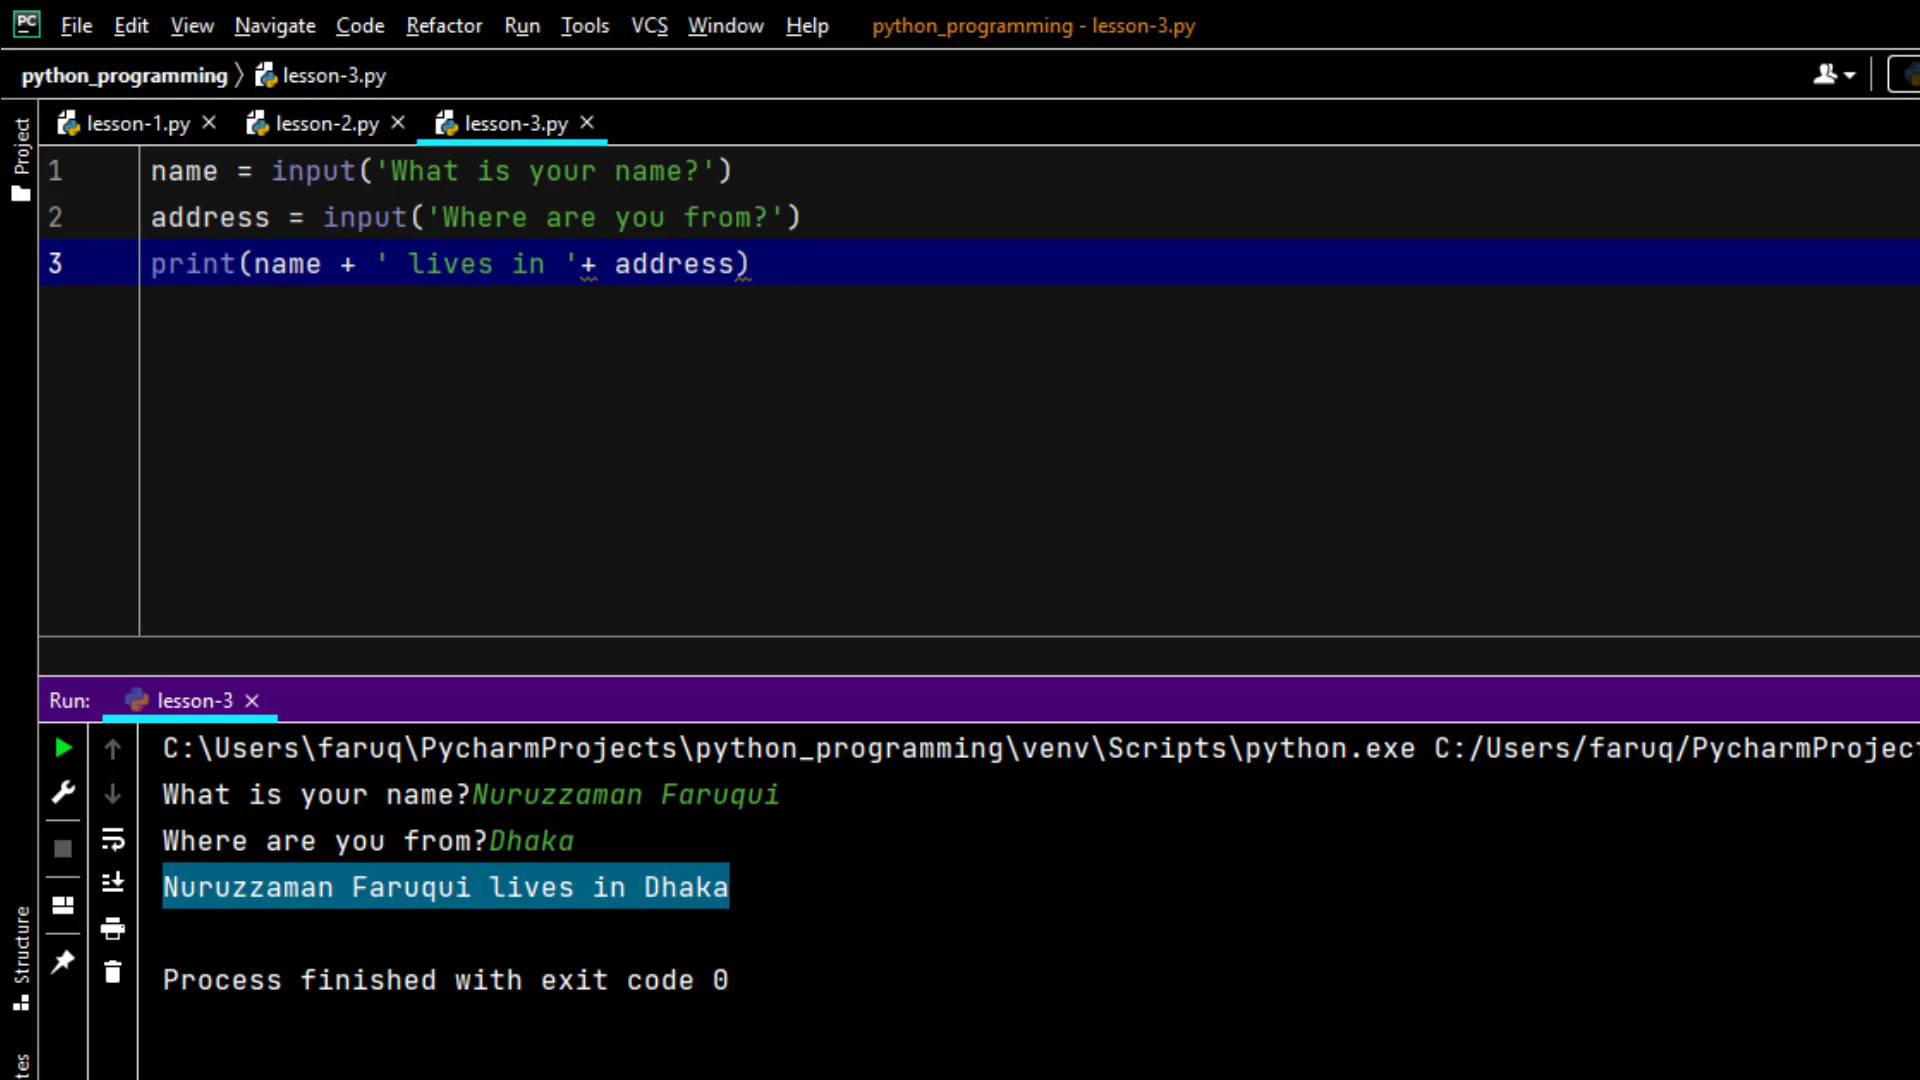 PC File Edit View Navigate Code Refactor Run Tools VCS Window Help python_programming - lesson-3.py
python_programming 〉 lesson-3.py
Project
lesson-1.py × lesson-2.py × lesson-3.py ×
1 name = input('What is your name?')
2 address = input('Where are you from?')
3 print(name + ' lives in '+ address)
Run: lesson-3 ×
C:\Users\faruq\PycharmProjects\python_programming\venv\Scripts\python.exe C:/Users/faruq/PycharmProject
What is your name?Nuruzzaman Faruqui
Where are you from?Dhaka
Nuruzzaman Faruqui lives in Dhaka
Process finished with exit code 0
Structure